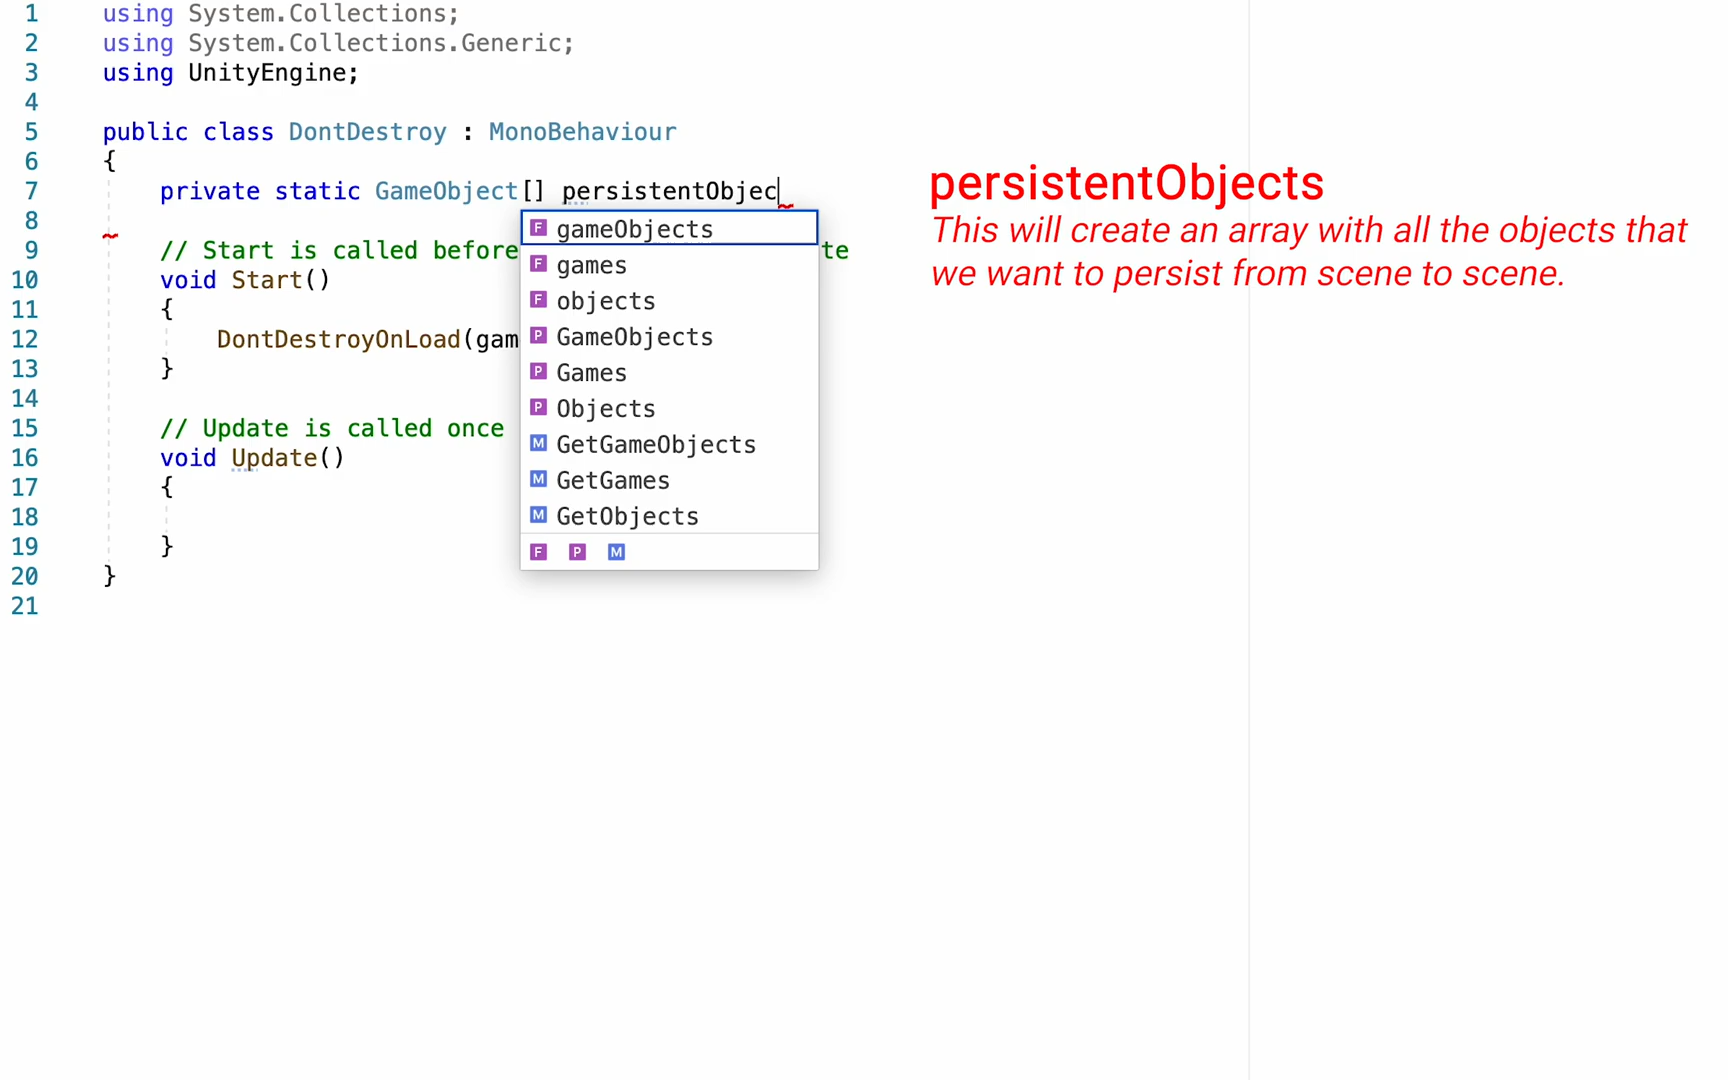 1 using System.Collections;
2 using System.Collections.Generic;
3 using UnityEngine;
4
5 public class DontDestroy : MonoBehaviour
6 {
7 private static GameObject[] persistentObjec
8
9 // Start is called before te
10 void Start()
11 {
12 DontDestroyOnLoad(gam
13 }
14
15 // Update is called once
16 void Update()
17 {
18
19 }
20 }
21
F gameObjects
F games
F objects
P GameObjects
P Games
P Objects
M GetGameObjects
M GetGames
M GetObjects
F P M
persistentObjects
This will create an array with all the objects that
we want to persist from scene to scene.